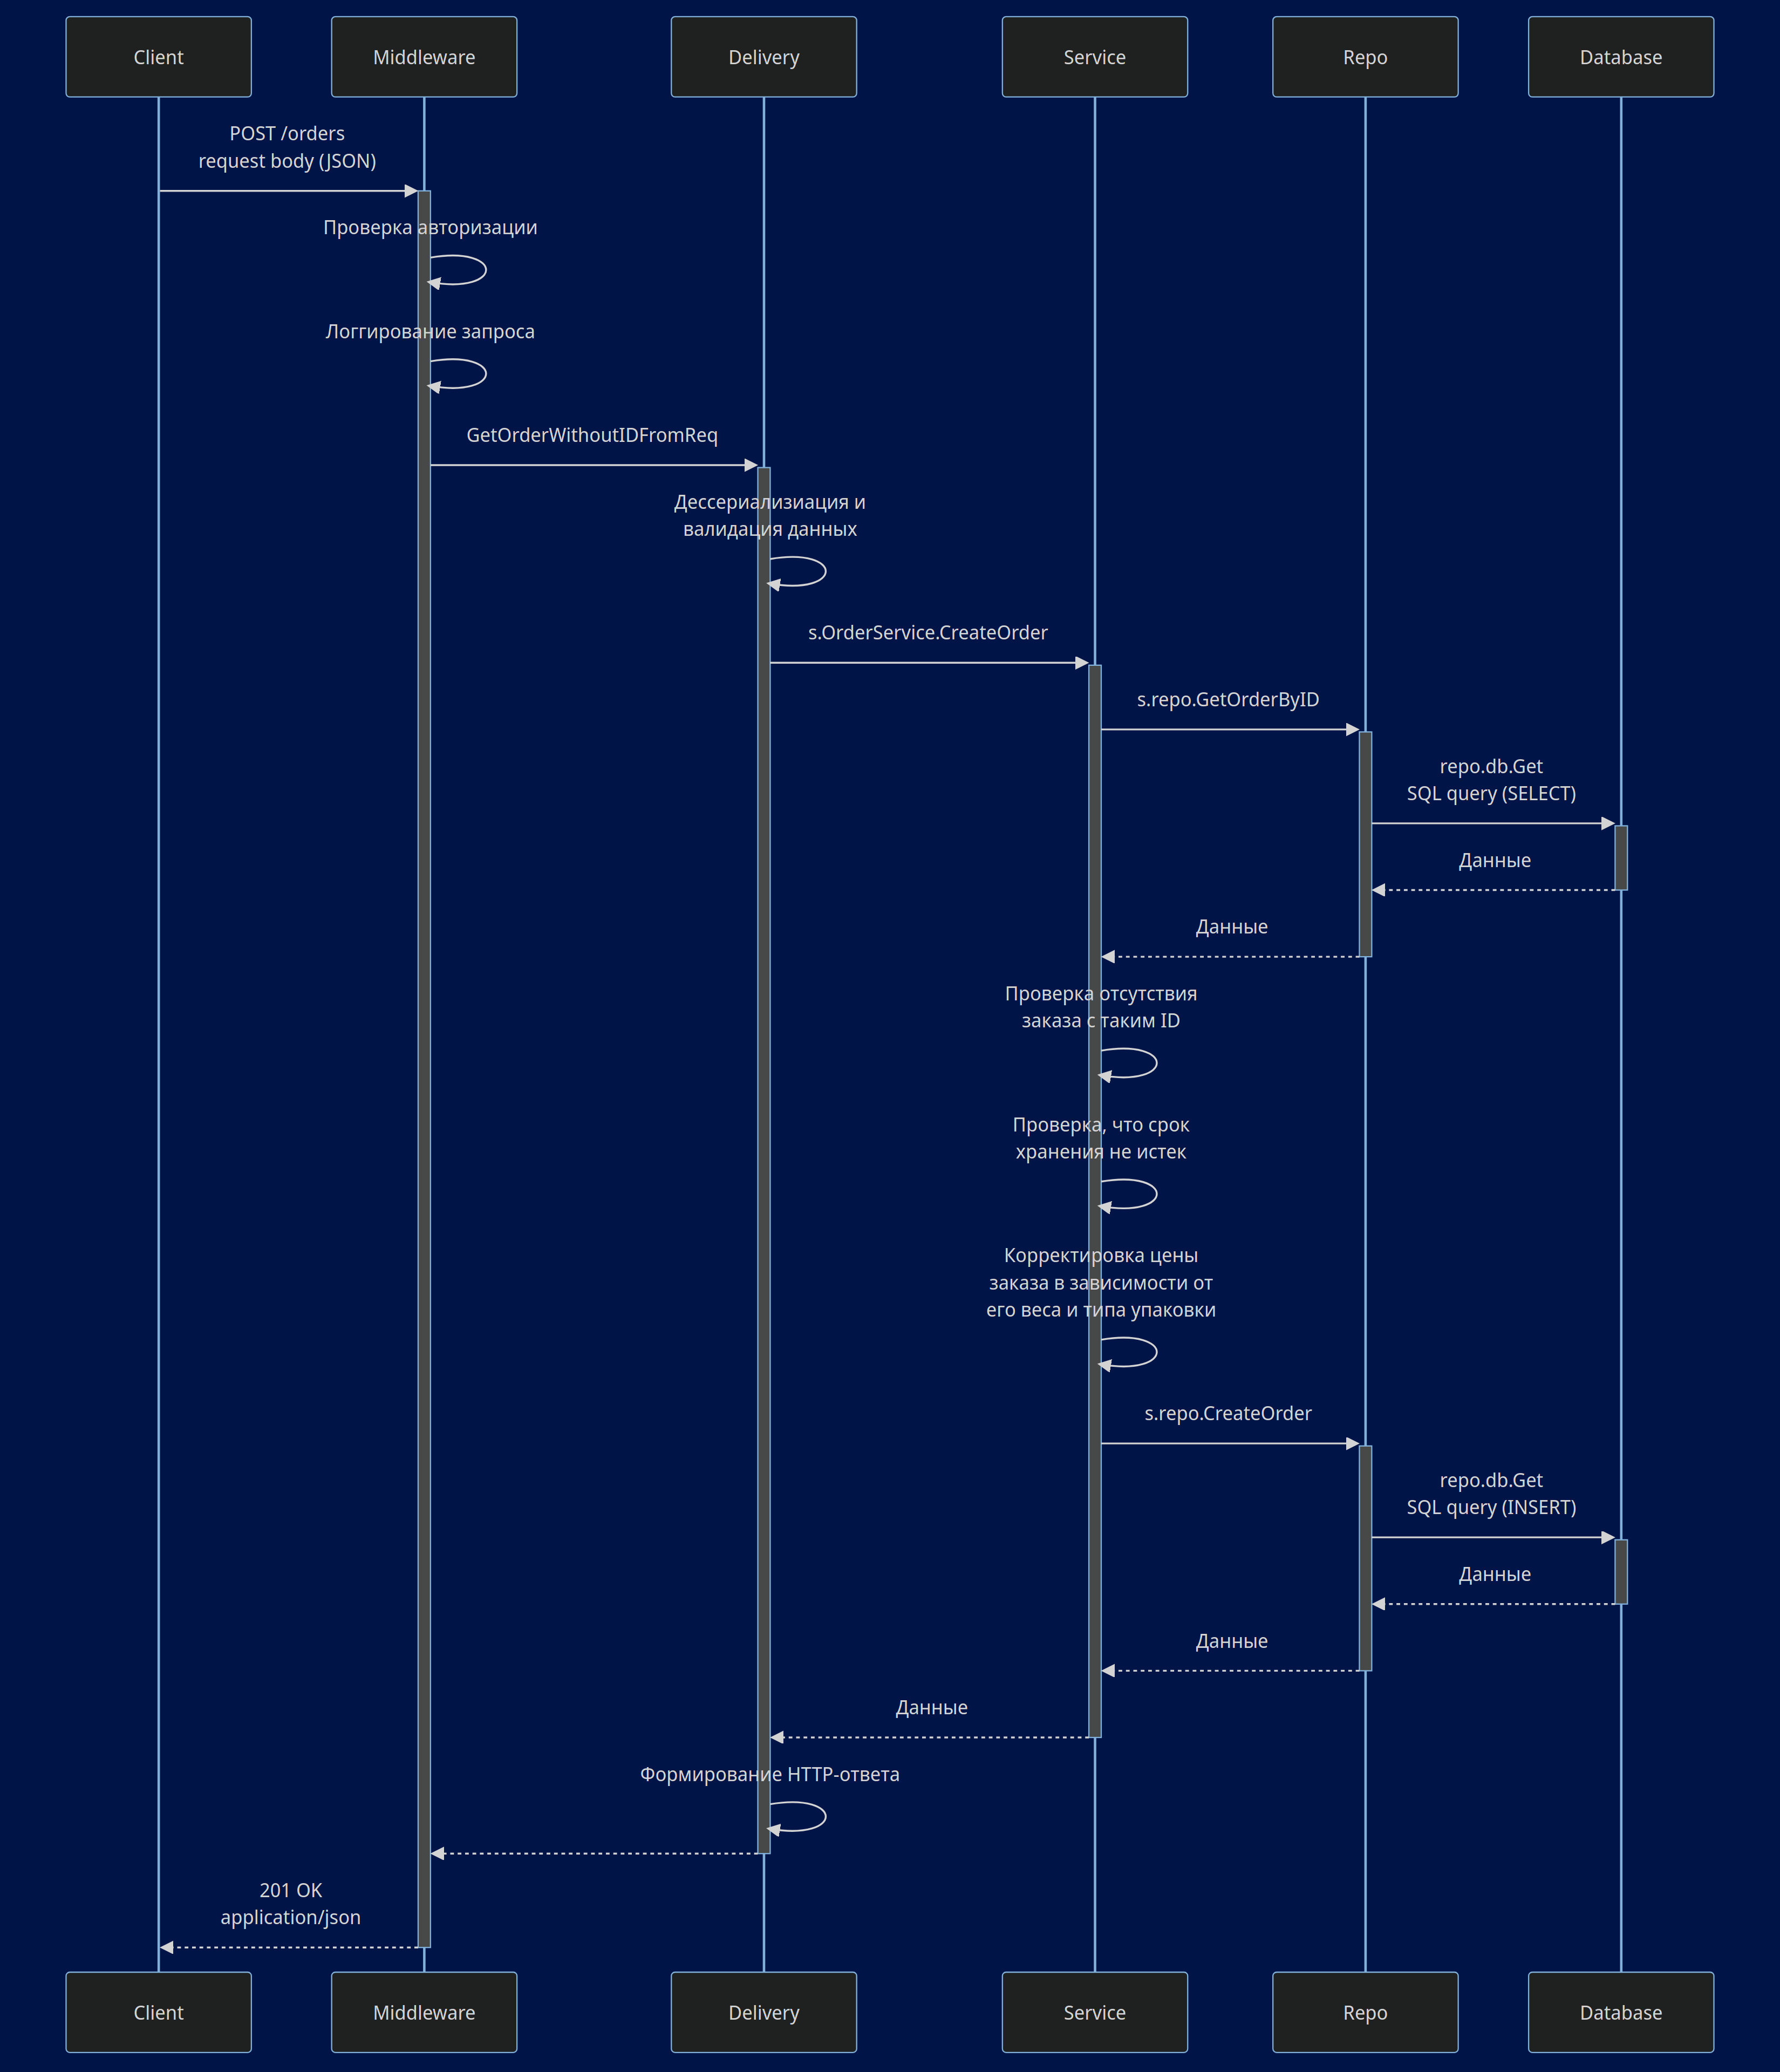 Client
Middleware
Delivery
Service
Repo
Database
POST /orders
request body (JSON)
Проверка авторизации
Логгирование запроса
GetOrderWithoutIDFromReq
Дессериализиация и
валидация данных
s.OrderService.CreateOrder
s.repo.GetOrderByID
repo.db.Get
SQL query (SELECT)
Данные
Данные
Проверка отсутствия
заказа с таким ID
Проверка, что срок
хранения не истек
Корректировка цены
заказа в зависимости от
его веса и типа упаковки
s.repo.CreateOrder
repo.db.Get
SQL query (INSERT)
Данные
Данные
Данные
Формирование HTTP-ответа
201 OK
application/json
Client
Middleware
Delivery
Service
Repo
Database